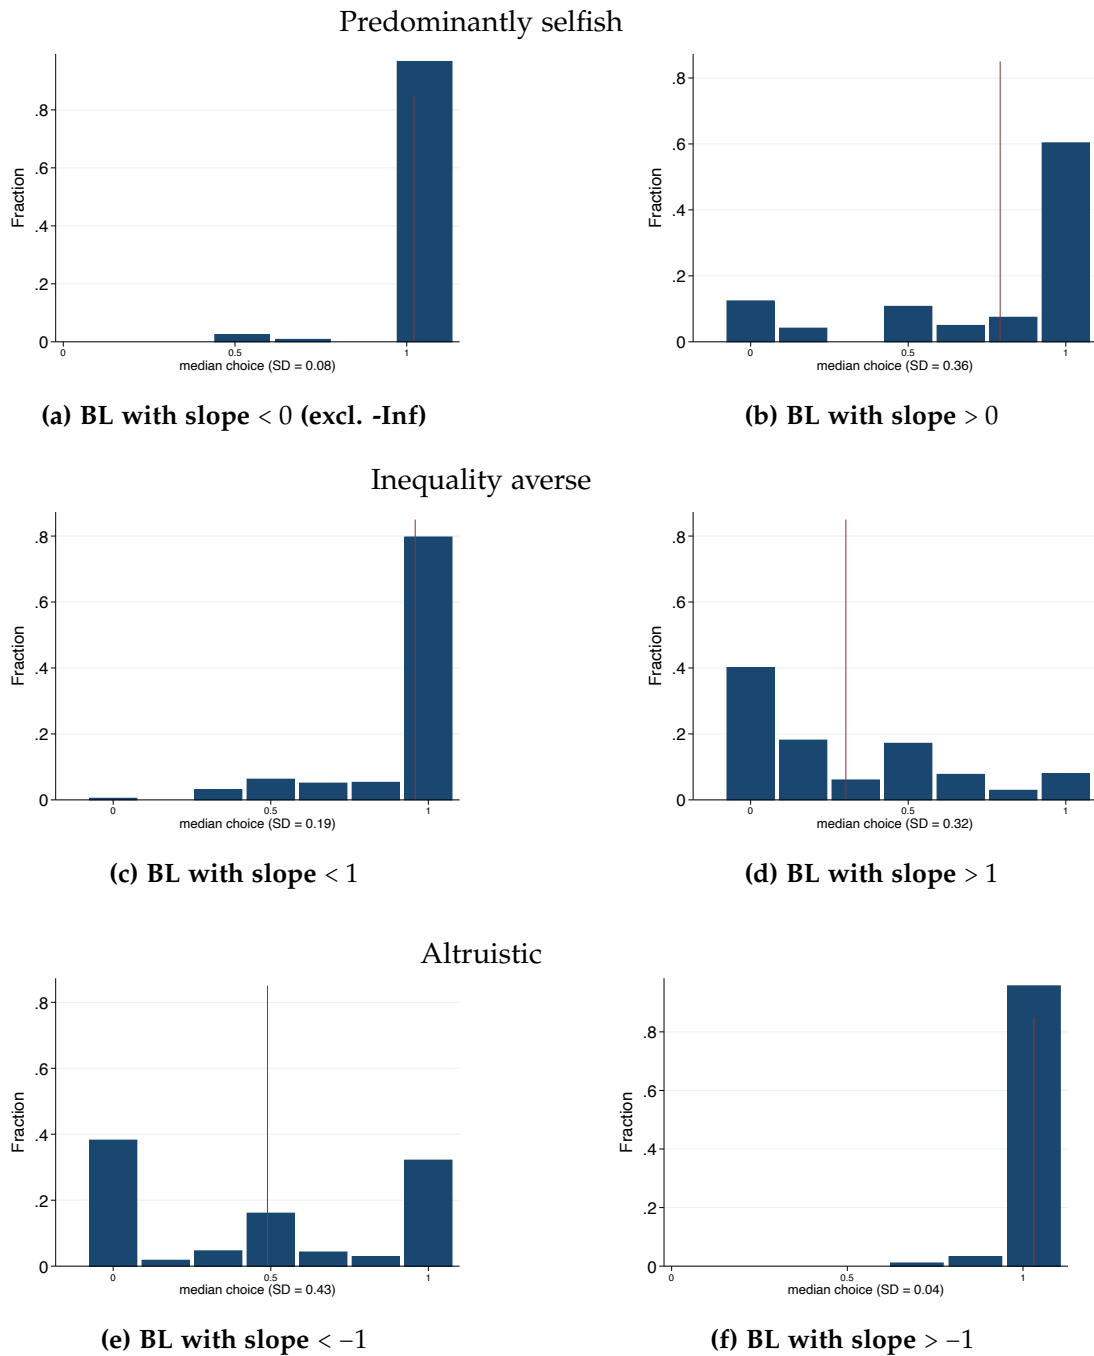 Predominantly selfish
Fraction
.8
.6
.4
.2
0
0 0.5 1
median choice (SD = 0.08)
(a) BL with slope < 0 (excl. -Inf)
Fraction
.8
.6
.4
.2
0
0 0.5 1
median choice (SD = 0.36)
(b) BL with slope > 0
Inequality averse
Fraction
.8
.6
.4
.2
0
0 0.5 1
median choice (SD = 0.19)
(c) BL with slope < 1
Fraction
.8
.6
.4
.2
0
0 0.5 1
median choice (SD = 0.32)
(d) BL with slope > 1
Altruistic
Fraction
.8
.6
.4
.2
0
0 0.5 1
median choice (SD = 0.43)
(e) BL with slope < −1
Fraction
.8
.6
.4
.2
0
0 0.5 1
median choice (SD = 0.04)
(f) BL with slope > −1